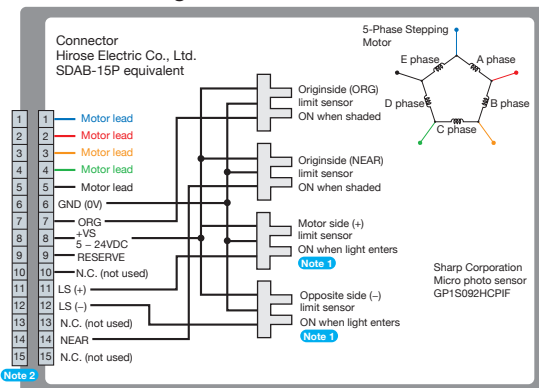 Connector
Hirose Electric Co., Ltd.
SDAB-15P equivalent
5-Phase Stepping
Motor
E phase
A phase
D phase
B phase
C phase
1 1 Motor lead
2 2 Motor lead
3 3 Motor lead
4 4 Motor lead
5 5 Motor lead
6 6 GND (0V)
7 7 ORG
8 8 +VS
5 – 24VDC
9 9 RESERVE
10 10 N.C. (not used)
11 11 LS (+)
12 12 LS (–)
13 13 N.C. (not used)
14 14 NEAR
15 15 N.C. (not used)
Note 2
Originside (ORG)
limit sensor
ON when shaded
Originside (NEAR)
limit sensor
ON when shaded
Motor side (+)
limit sensor
ON when light enters
Note 1
Opposite side (–)
limit sensor
ON when light enters
Note 1
Sharp Corporation
Micro photo sensor
GP1S092HCPIF